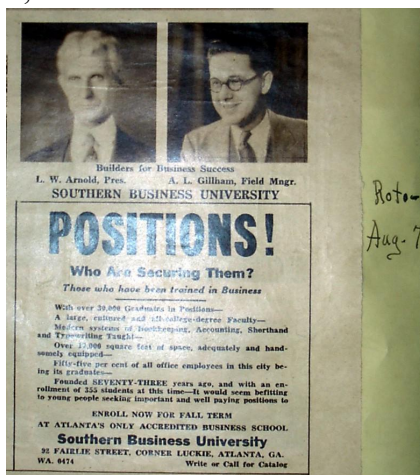 Builders for Business Success
L. W. Arnold, Pres. A. L. Gillham, Field Mngr.
SOUTHERN BUSINESS UNIVERSITY
POSITIONS!
Who Are Securing Them?
Those who have been trained in Business
With over 30,000 Graduates in Positions—
A large, cultured and all-college-degree Faculty—
Modern systems of Bookkeeping, Accounting, Shorthand
and Typewriting Taught—
Over square feet of space, adequately and hand-
somely equipped—
Fifty-five per cent of all office employees in this city be-
ing its graduates—
Founded SEVENTY-THREE years ago, and with an en-
rollment of 355 students at this time—It would seem befitting
to young people seeking important and well paying positions to
ENROLL NOW FOR FALL TERM
AT ATLANTA'S ONLY ACCREDITED BUSINESS SCHOOL
Southern Business University
92 FAIRLIE STREET, CORNER LUCKIE, ATLANTA, GA.
WA. 0474 Write or Call for Catalog
Roto-
Aug. 7